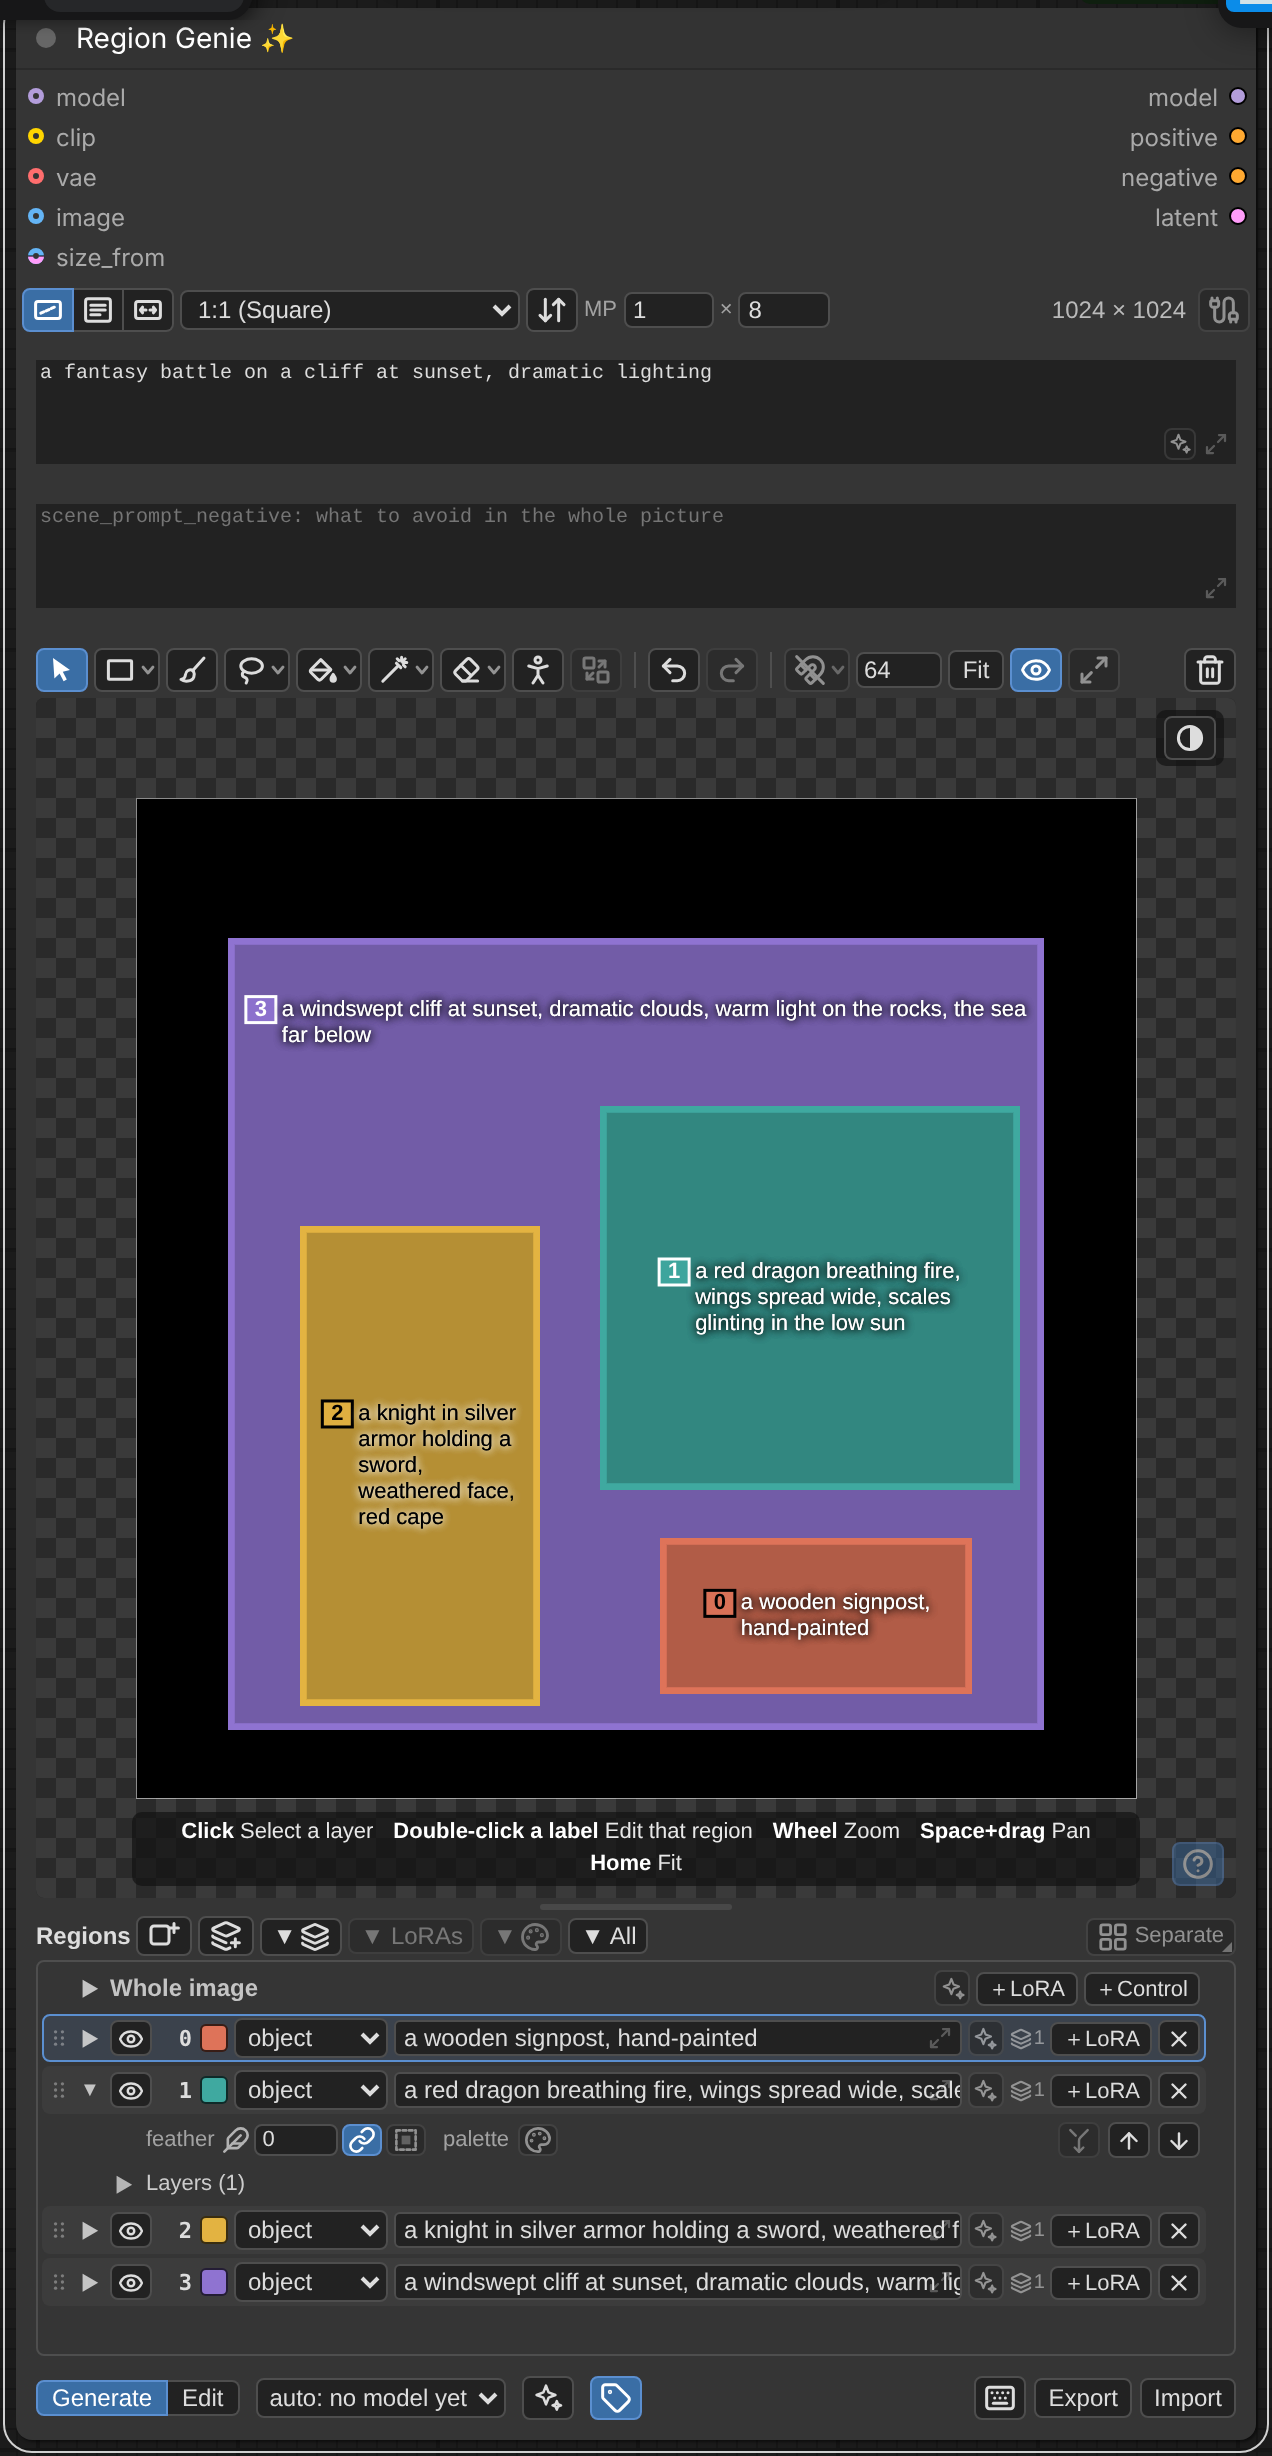 Region Genie ✨
model model
clip positive
vae negative
image latent
size_from
1:1 (Square) MP 1 × 8 1024 × 1024
a fantasy battle on a cliff at sunset, dramatic lighting
scene_prompt_negative: what to avoid in the whole picture
64 Fit
3 a windswept cliff at sunset, dramatic clouds, warm light on the rocks, the sea
far below
1 a red dragon breathing fire,
wings spread wide, scales
glinting in the low sun
2 a knight in silver
armor holding a
sword,
weathered face,
red cape
0 a wooden signpost,
hand-painted
Click Select a layer Double-click a label Edit that region Wheel Zoom Space+drag Pan
Home Fit
Regions ▼ ▼ LoRAs ▼ ▼ All Separate
Whole image +LoRA +Control
0 object a wooden signpost, hand-painted 1 +LoRA
1 object a red dragon breathing fire, wings spread wide, scale 1 +LoRA
feather 0 palette
Layers (1)
2 object a knight in silver armor holding a sword, weathered f 1 +LoRA
3 object a windswept cliff at sunset, dramatic clouds, warm lig 1 +LoRA
Generate Edit auto: no model yet Export Import